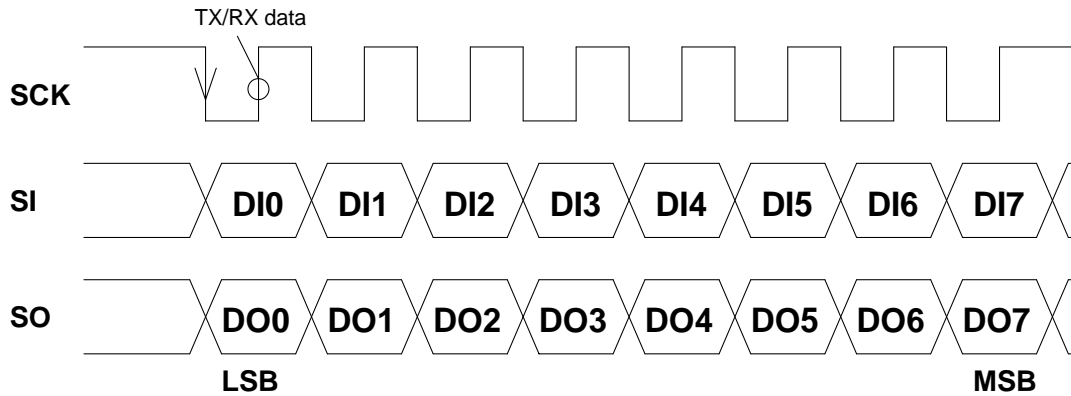 TX/RX data
SCK
SI DI0 DI1 DI2 DI3 DI4 DI5 DI6 DI7
SO DO0 DO1 DO2 DO3 DO4 DO5 DO6 DO7
LSB MSB